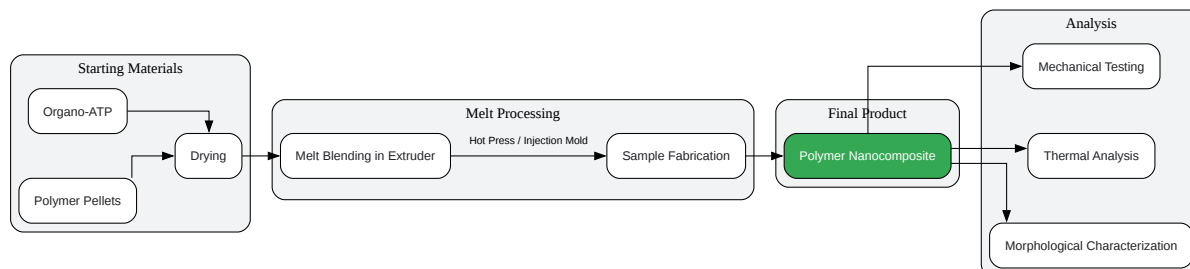 Starting Materials
Organo-ATP
Polymer Pellets
Drying
Melt Processing
Melt Blending in Extruder
Hot Press / Injection Mold
Sample Fabrication
Final Product
Polymer Nanocomposite
Analysis
Mechanical Testing
Thermal Analysis
Morphological Characterization